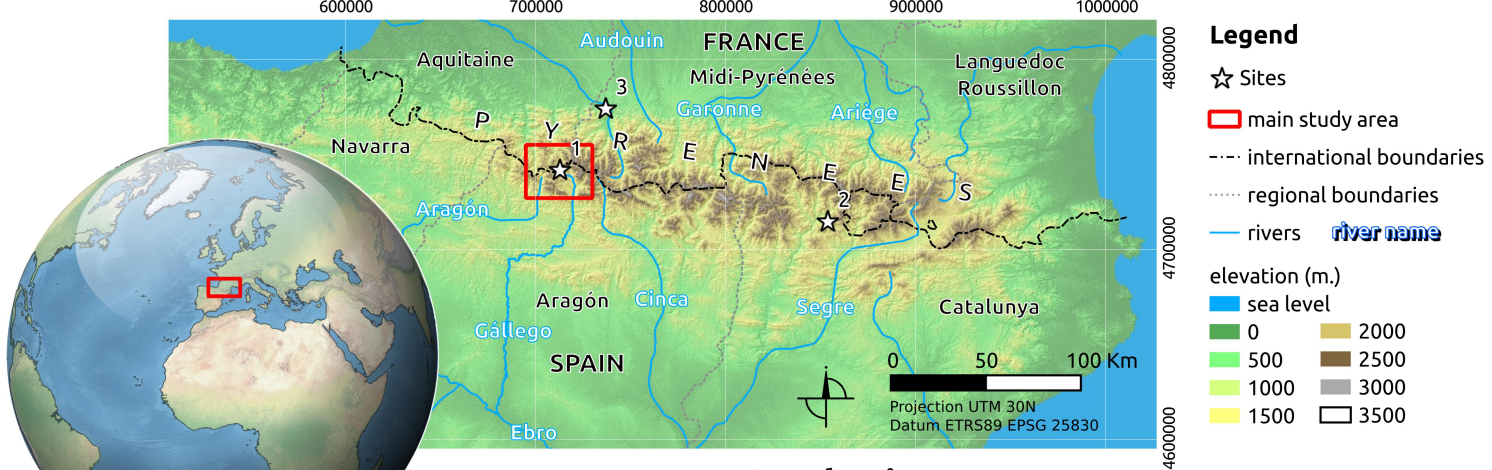 600000 700000 800000 900000 1000000
4800000
4700000
4600000
Audouin
FRANCE
Aquitaine
Midi-Pyrénées
Languedoc
Roussillon
Garonne
Ariège
Navarra
P Y R E N E E S
3
1
2
Aragón
Aragón
Cinca
Segre
Catalunya
Gállego
SPAIN
Ebro
0 50 100 Km
Projection UTM 30N
Datum ETRS89 EPSG 25830
Legend
Sites
main study area
international boundaries
regional boundaries
rivers river name
elevation (m.)
sea level
0 2000
500 2500
1000 3000
1500 3500